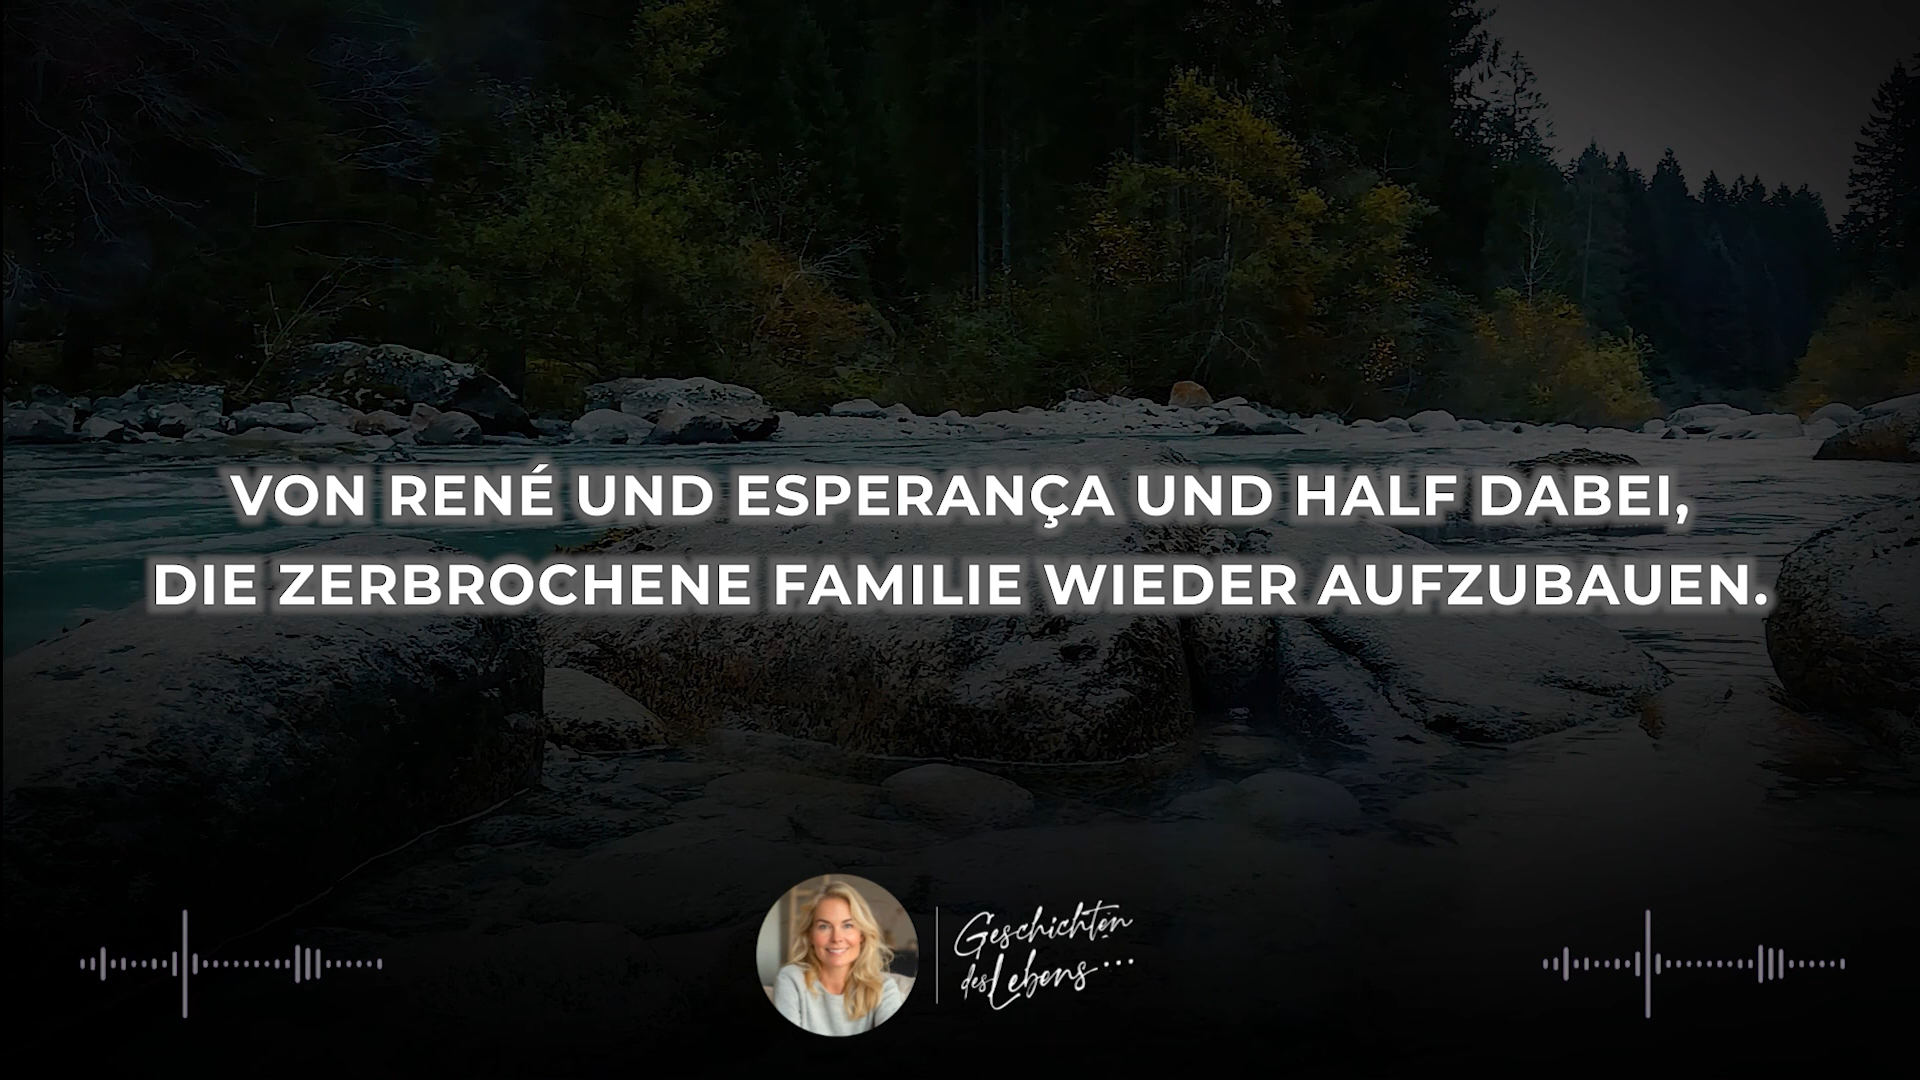 VON RENÉ UND ESPERANÇA UND HALF DABEI,
DIE ZERBROCHENE FAMILIE WIEDER AUFZUBAUEN.
Geschichten
des Lebens...